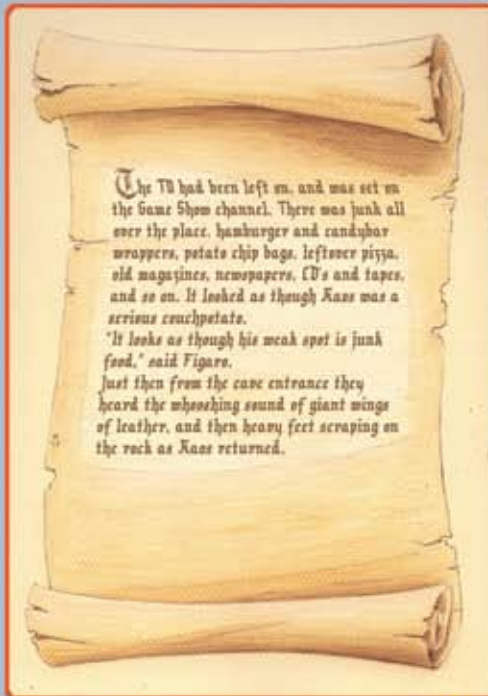 The TV had been left on, and was set on
the Game Show channel. There was junk all
over the place, hamburger and candybar
wrappers, potato chip bags, leftover pizza,
old magazines, newspapers, CD's and tapes,
and so on. It looked as though Kaos was a
serious couchpotato.
"It looks as though his weak spot is junk
food," said Figaro.
Just then from the cave entrance they
heard the whooshing sound of giant wings
of leather, and then heavy feet scraping on
the rock as Kaos returned.